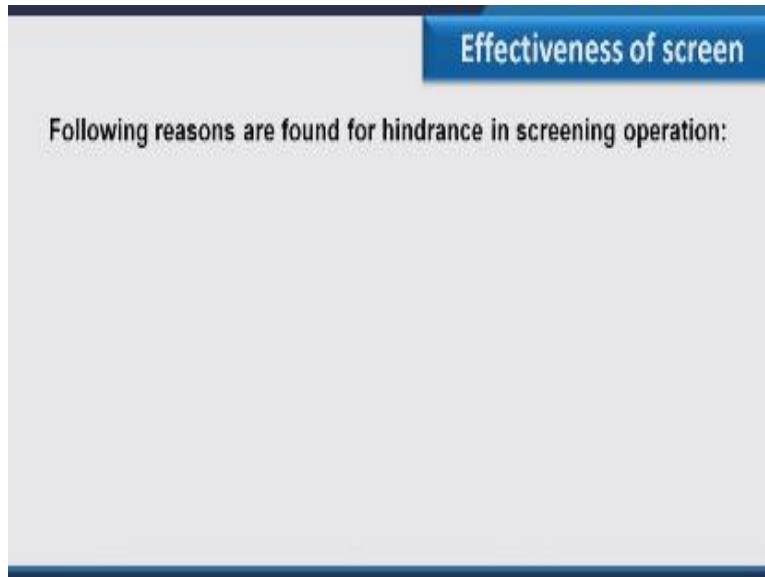 Effectiveness of screen
Following reasons are found for hindrance in screening operation: